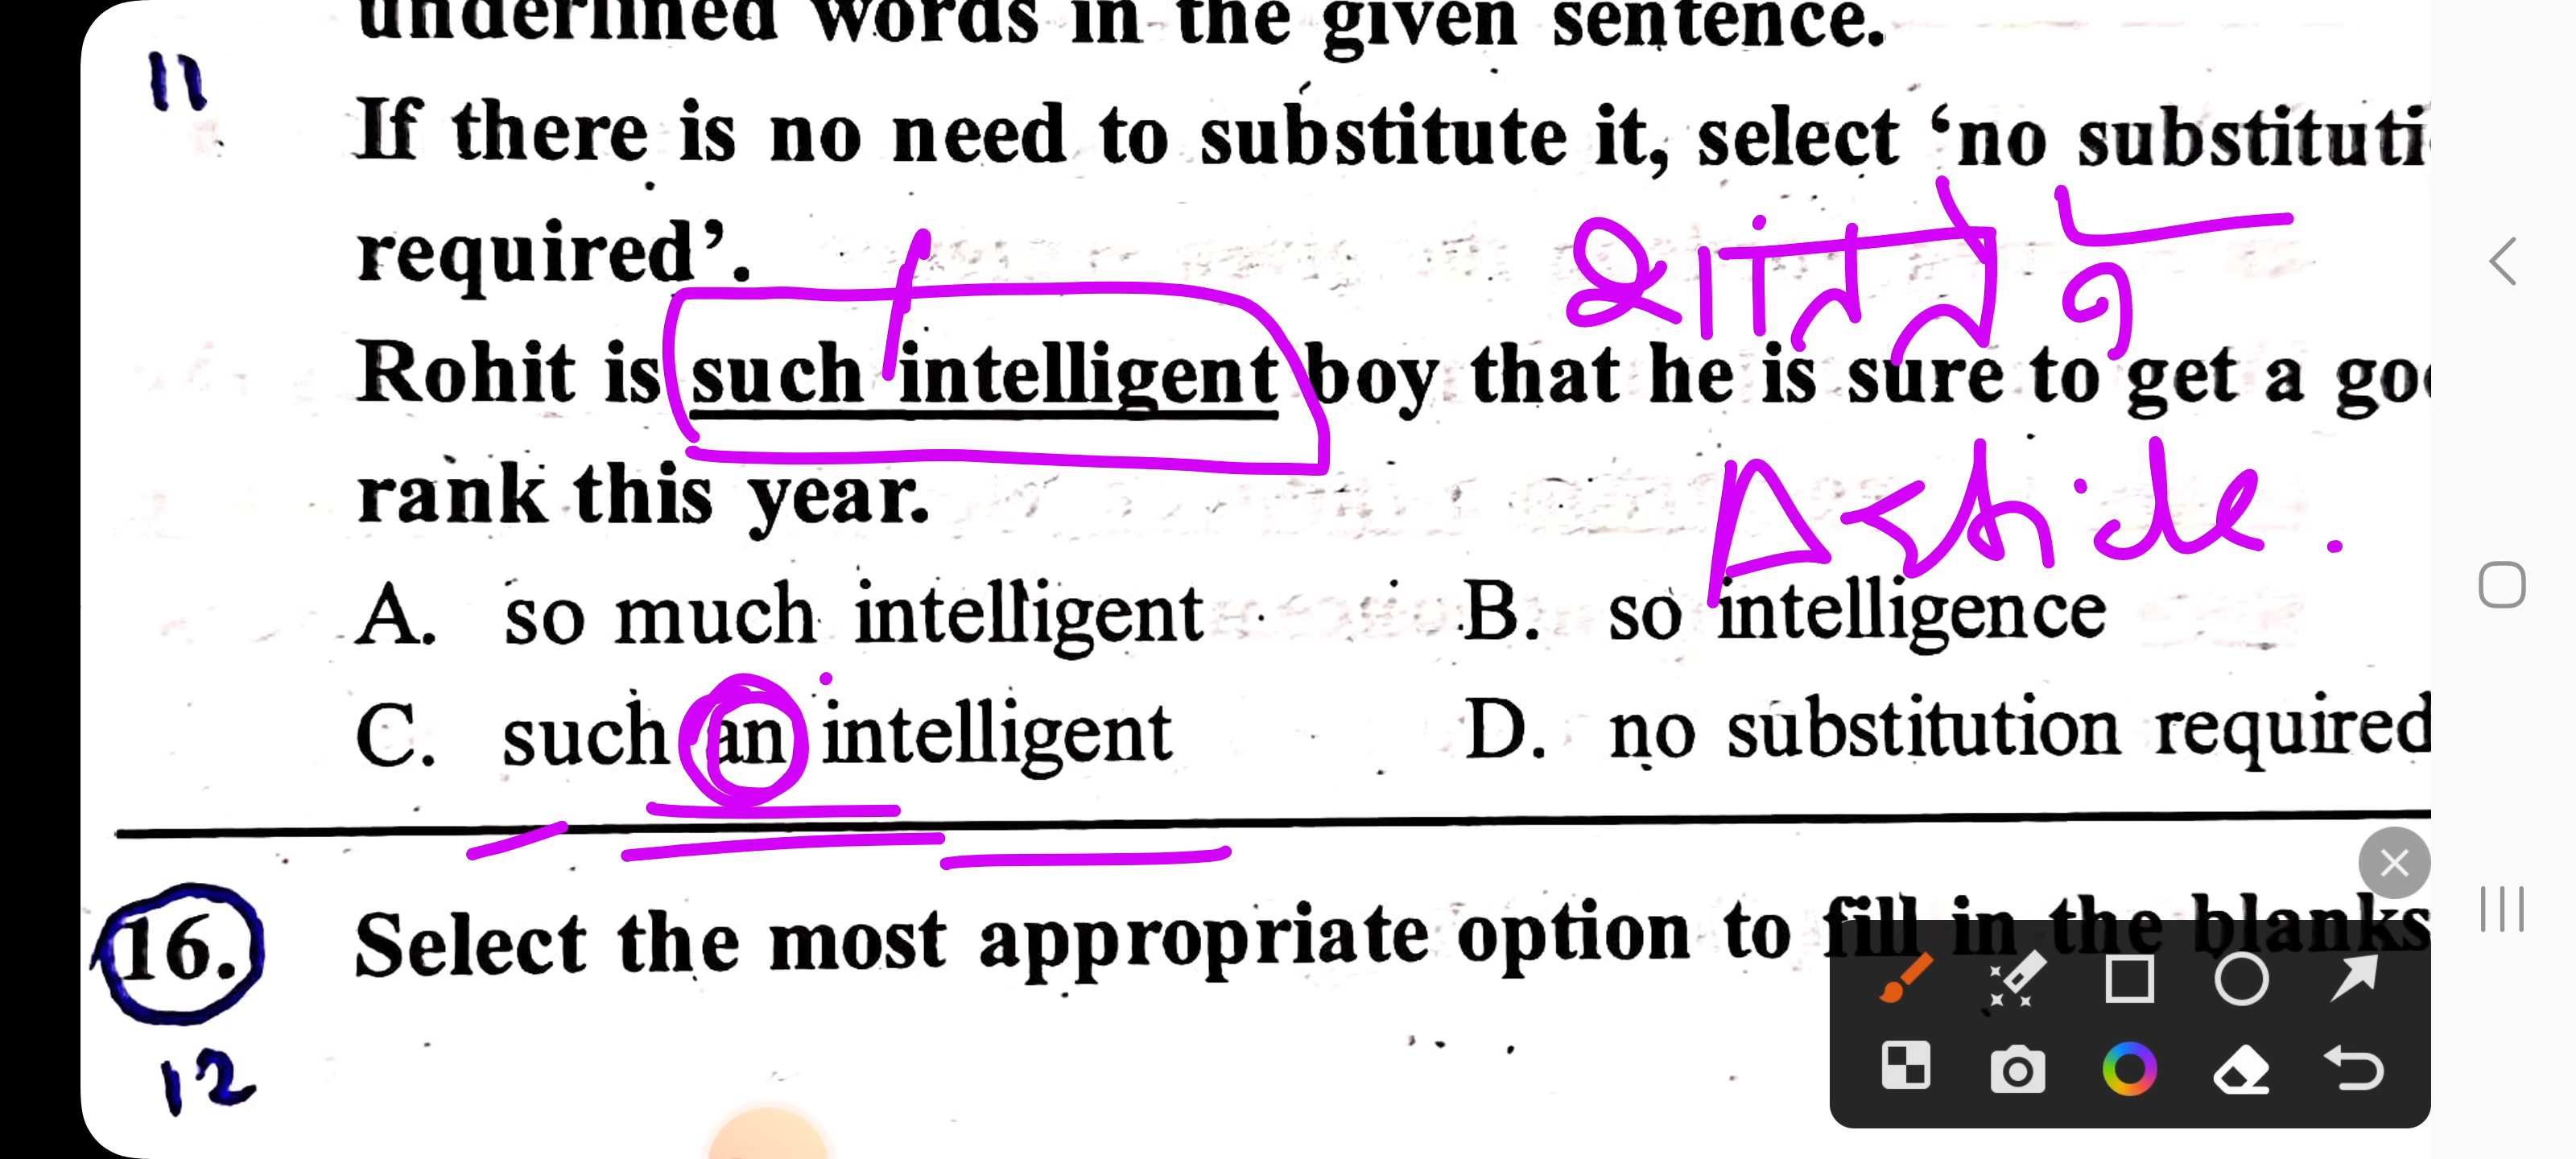 underlined words in the given sentence.
11
If there is no need to substitute it, select ‘no substituti
required’.
Rohit is such intelligent boy that he is sure to get a go
rank this year.
Article.
A. so much intelligent B. so intelligence
C. such an intelligent D. no substitution required
16. Select the most appropriate option to fill in the blanks
12